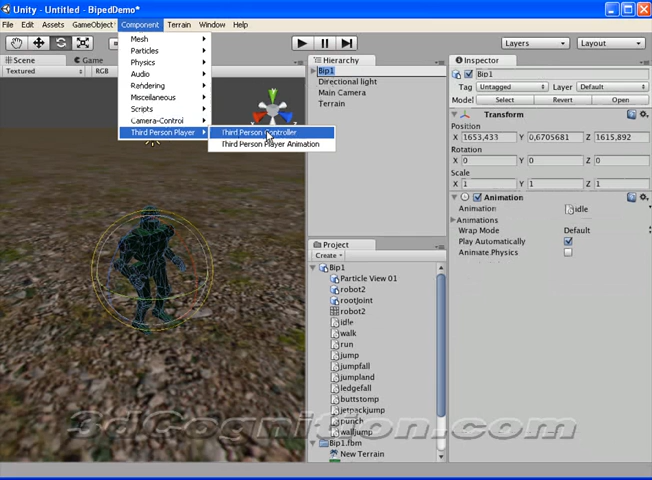 Unity - Untitled - BipedDemo*
File Edit Assets GameObject Component Terrain Window Help
Layers Layout
Scene Game
Textured RGB
Mesh
Particles
Physics
Audio
Rendering
Miscellaneous
Scripts
Camera-Control
Third Person Player
Third Person Controller
Third Person Player Animation
Hierarchy
Create
Bip1
Directional light
Main Camera
Terrain
Project
Create
Bip1
Particle View 01
robot2
rootJoint
robot2
idle
walk
run
jump
jumpfall
jumpland
ledgefall
buttstomp
jetpackjump
punch
walljump
Bip1.fbm
New Terrain
Inspector
Bip1
Tag Untagged Layer Default
Model Select Revert Open
Transform
Position
X 1653,433 Y 0,6705681 Z 1615,892
Rotation
X 0 Y 0 Z 0
Scale
X 1 Y 1 Z 1
Animation
Animation idle
Animations
Wrap Mode Default
Play Automatically
Animate Physics
3dCognition.com